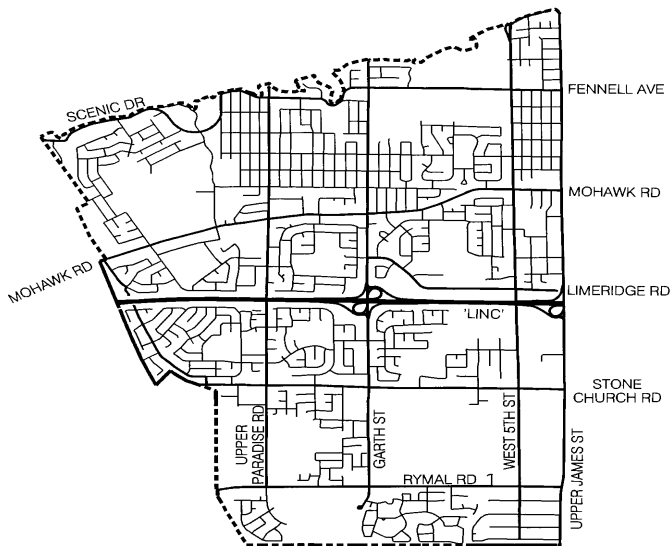 FENNELL AVE
SCENIC DR
MOHAWK RD
MOHAWK RD
LIMERIDGE RD
'LINC'
STONE
CHURCH RD
UPPER
PARADISE RD
GARTH ST
WEST 5TH ST
UPPER JAMES ST
RYMAL RD